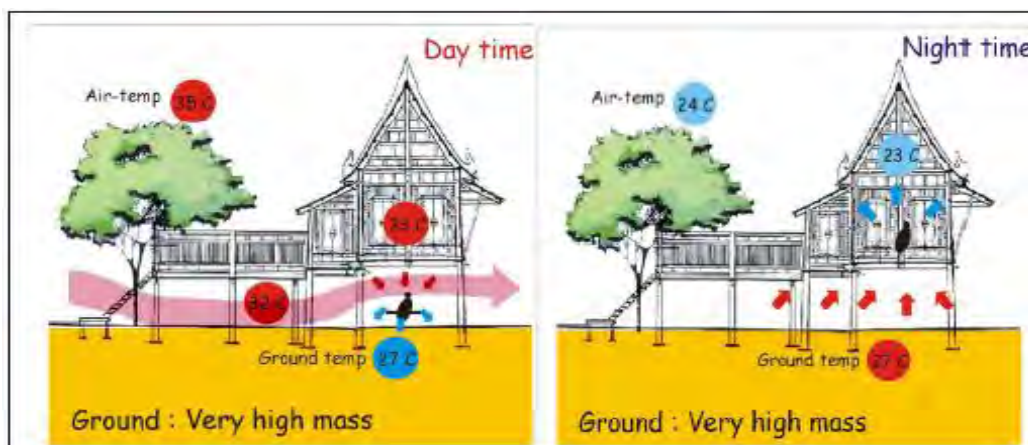 Day time
Air-temp 35 C
32 C
Ground temp 27 C
Ground : Very high mass
Night time
Air-temp 24 C
23 C
Ground temp 27 C
Ground : Very high mass